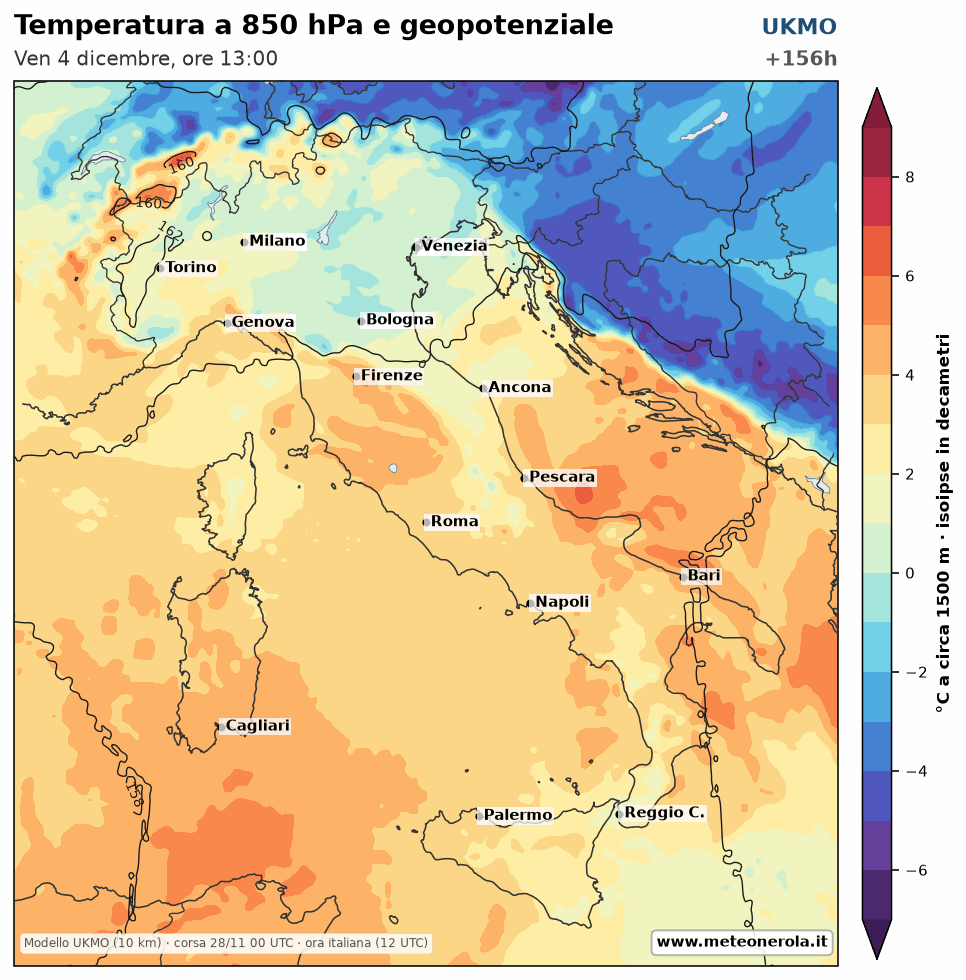 Temperatura a 850 hPa e geopotenziale
UKMO
Ven 4 dicembre, ore 13:00
+156h
160
160
Milano
Venezia
Torino
Genova
Bologna
Firenze
Ancona
Pescara
Roma
Bari
Napoli
Cagliari
158
Palermo
Reggio C.
8
6
4
2
0
−2
−4
−6
°C a circa 1500 m · isoipse in decametri
Modello UKMO (10 km) · corsa 28/11 00 UTC · ora italiana (12 UTC)
www.meteonerola.it